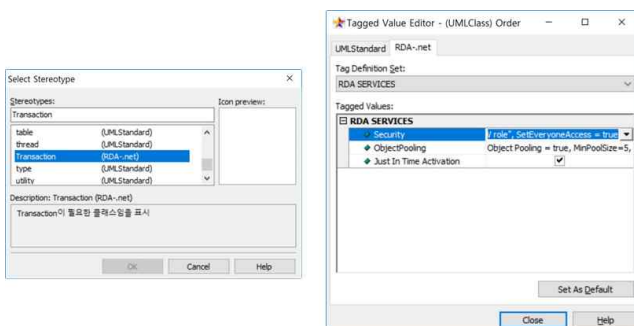 Select Stereotype
Stereotypes:
Icon preview:
Transaction
table (UMLStandard)
thread (UMLStandard)
Transaction (RDA-.net)
type (UMLStandard)
utility (UMLStandard)
Description: Transaction (RDA-.net)
Transaction이 필요한 클래스임을 표시
OK Cancel Help
Tagged Value Editor - (UMLClass) Order
UMLStandard RDA-.net
Tag Definition Set:
RDA SERVICES
Tagged Values:
RDA SERVICES
Security role", SetEveryoneAccess = true
ObjectPooling Object Pooling = true, MinPoolSize=5,
Just In Time Activation
Set As Default
Close Help